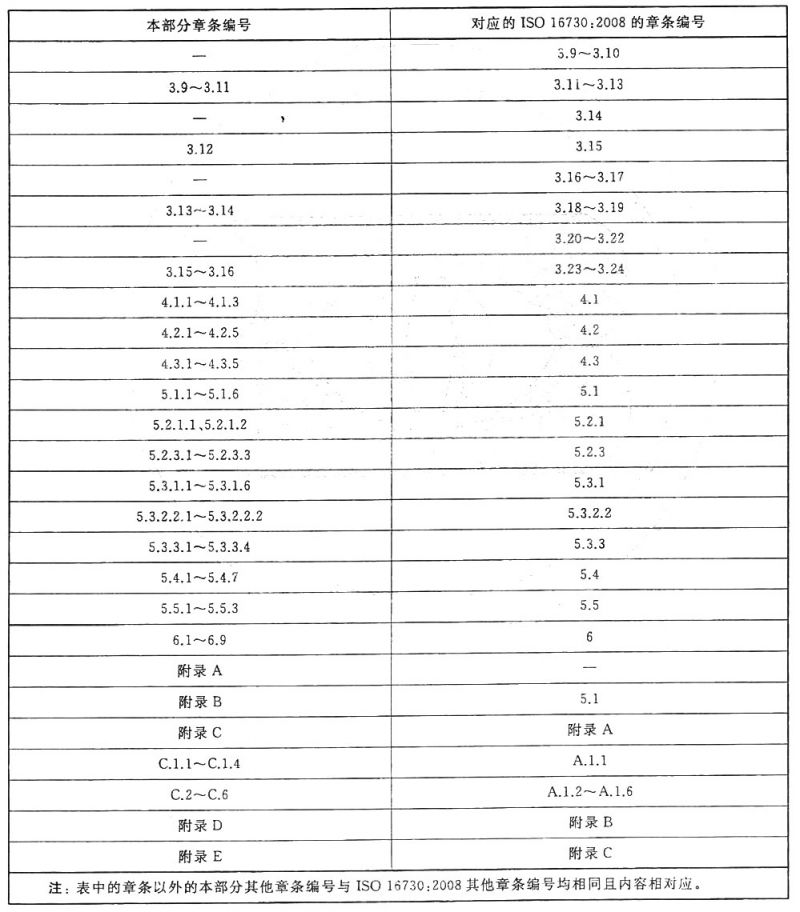 本部分章条编号 对应的 ISO 16730:2008 的章条编号
— 3.9～3.10
3.9～3.11 3.11～3.13
— 3.14
3.12 3.15
— 3.16～3.17
3.13～3.14 3.18～3.19
— 3.20～3.22
3.15～3.16 3.23～3.24
4.1.1～4.1.3 4.1
4.2.1～4.2.5 4.2
4.3.1～4.3.5 4.3
5.1.1～5.1.6 5.1
5.2.1.1、5.2.1.2 5.2.1
5.2.3.1～5.2.3.3 5.2.3
5.3.1.1～5.3.1.6 5.3.1
5.3.2.2.1～5.3.2.2.2 5.3.2.2
5.3.3.1～5.3.3.4 5.3.3
5.4.1～5.4.7 5.4
5.5.1～5.5.3 5.5
6.1～6.9 6
附录 A —
附录 B 5.1
附录 C 附录 A
C.1.1～C.1.4 A.1.1
C.2～C.6 A.1.2～A.1.6
附录 D 附录 B
附录 E 附录 C
注：表中的章条以外的本部分其他章条编号与 ISO 16730:2008 其他章条编号均相同且内容相对应。